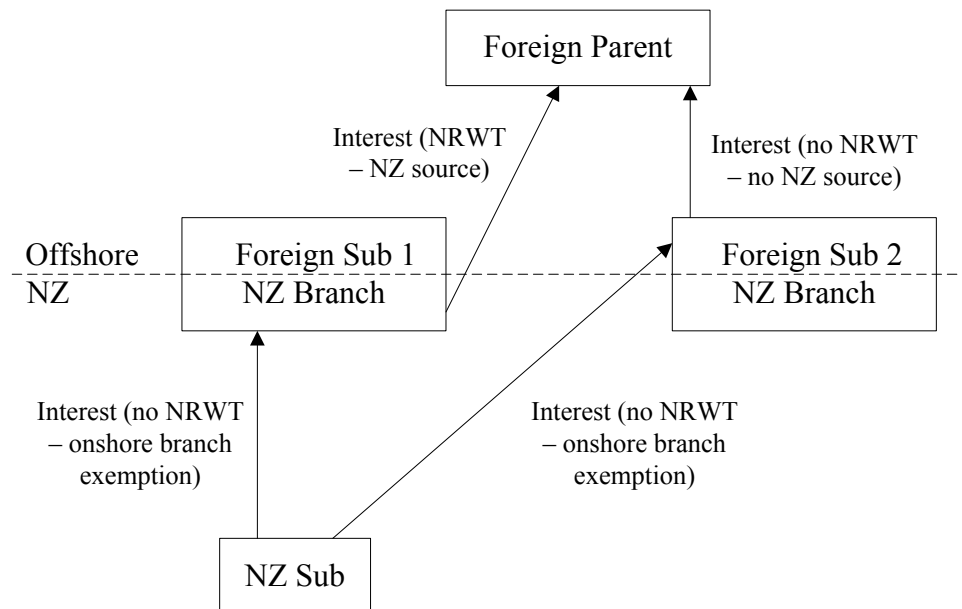 Foreign Parent
Interest (NRWT
– NZ source)
Interest (no NRWT
– no NZ source)
Offshore
NZ
Foreign Sub 1
NZ Branch
Foreign Sub 2
NZ Branch
Interest (no NRWT
– onshore branch
exemption)
Interest (no NRWT
– onshore branch
exemption)
NZ Sub